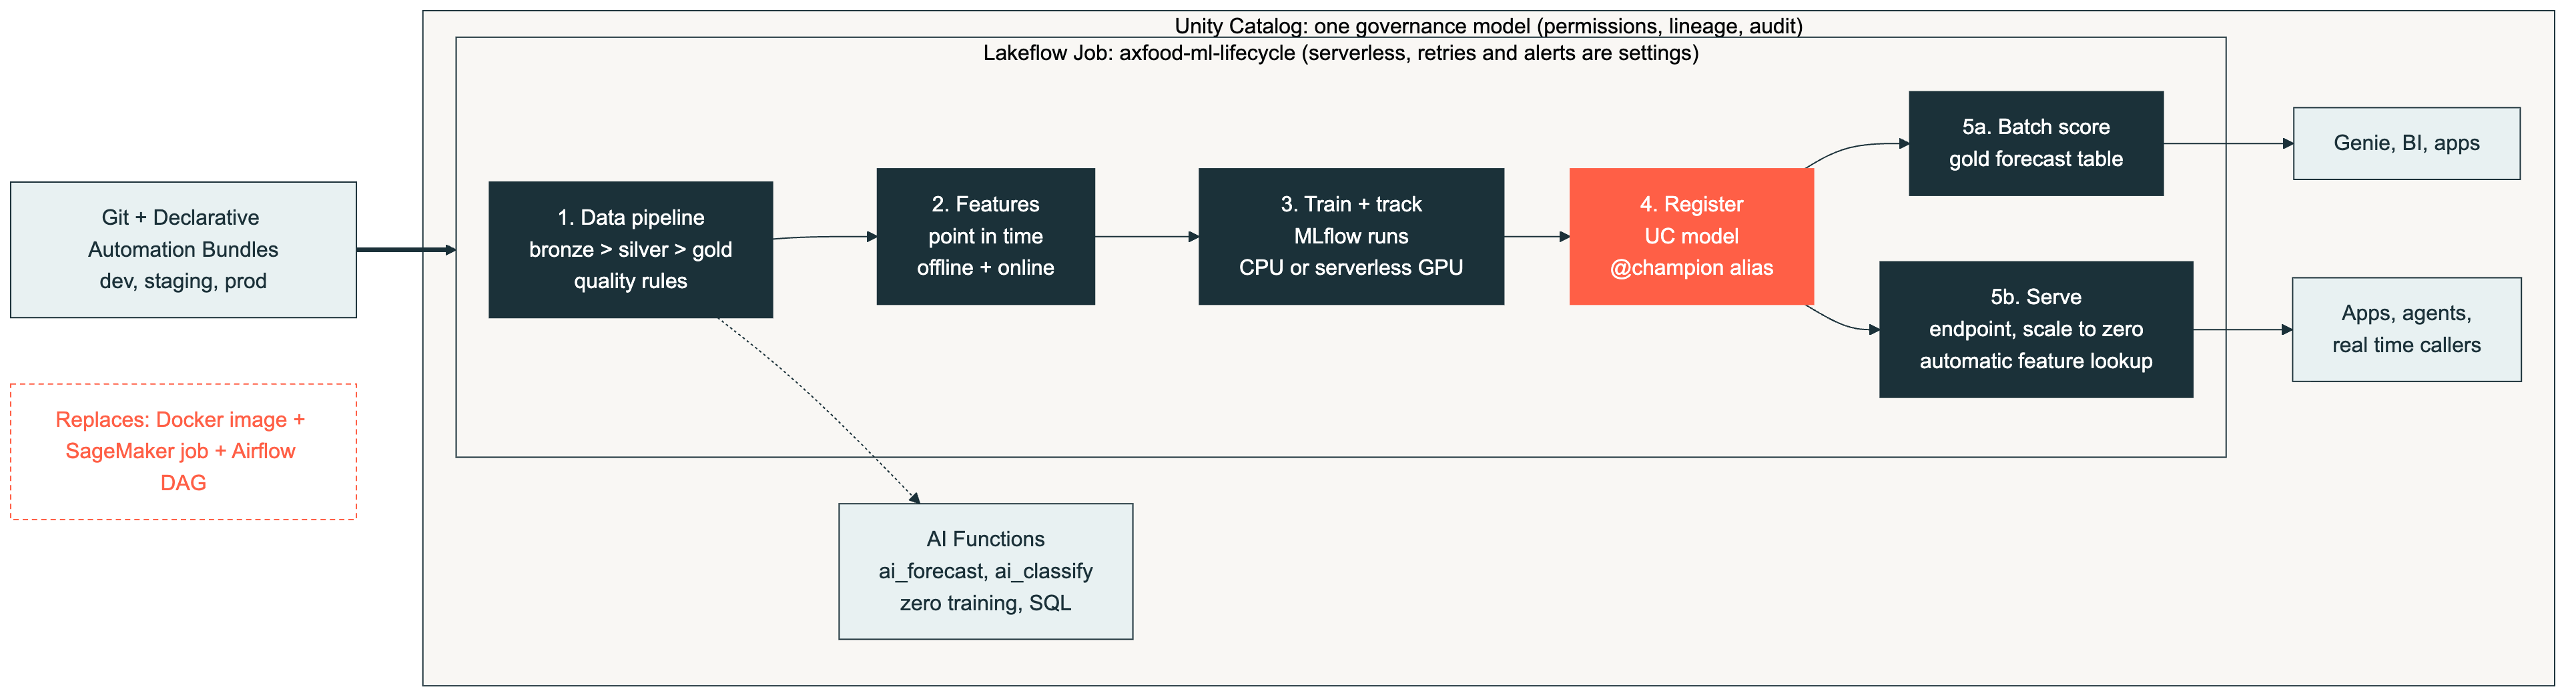 Unity Catalog: one governance model (permissions, lineage, audit)
Lakeflow Job: axfood-ml-lifecycle (serverless, retries and alerts are settings)
Git + Declarative
Automation Bundles
dev, staging, prod
Replaces: Docker image +
SageMaker job + Airflow
DAG
1. Data pipeline
bronze > silver > gold
quality rules
2. Features
point in time
offline + online
3. Train + track
MLflow runs
CPU or serverless GPU
4. Register
UC model
@champion alias
5a. Batch score
gold forecast table
5b. Serve
endpoint, scale to zero
automatic feature lookup
Genie, BI, apps
Apps, agents,
real time callers
AI Functions
ai_forecast, ai_classify
zero training, SQL